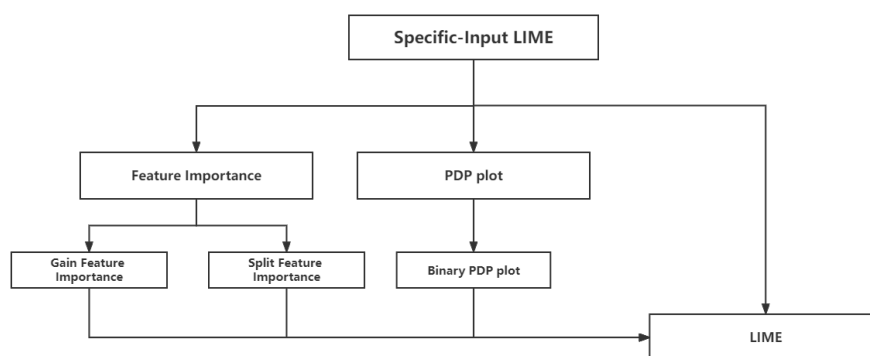 Specific-Input LIME
Feature Importance
PDP plot
Gain Feature
Importance
Split Feature
Importance
Binary PDP plot
LIME